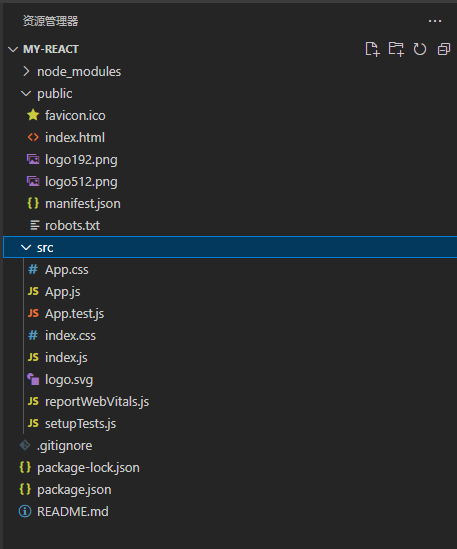 资源管理器
MY-REACT
node_modules
public
favicon.ico
index.html
logo192.png
logo512.png
manifest.json
robots.txt
src
App.css
App.js
App.test.js
index.css
index.js
logo.svg
reportWebVitals.js
setupTests.js
.gitignore
package-lock.json
package.json
README.md